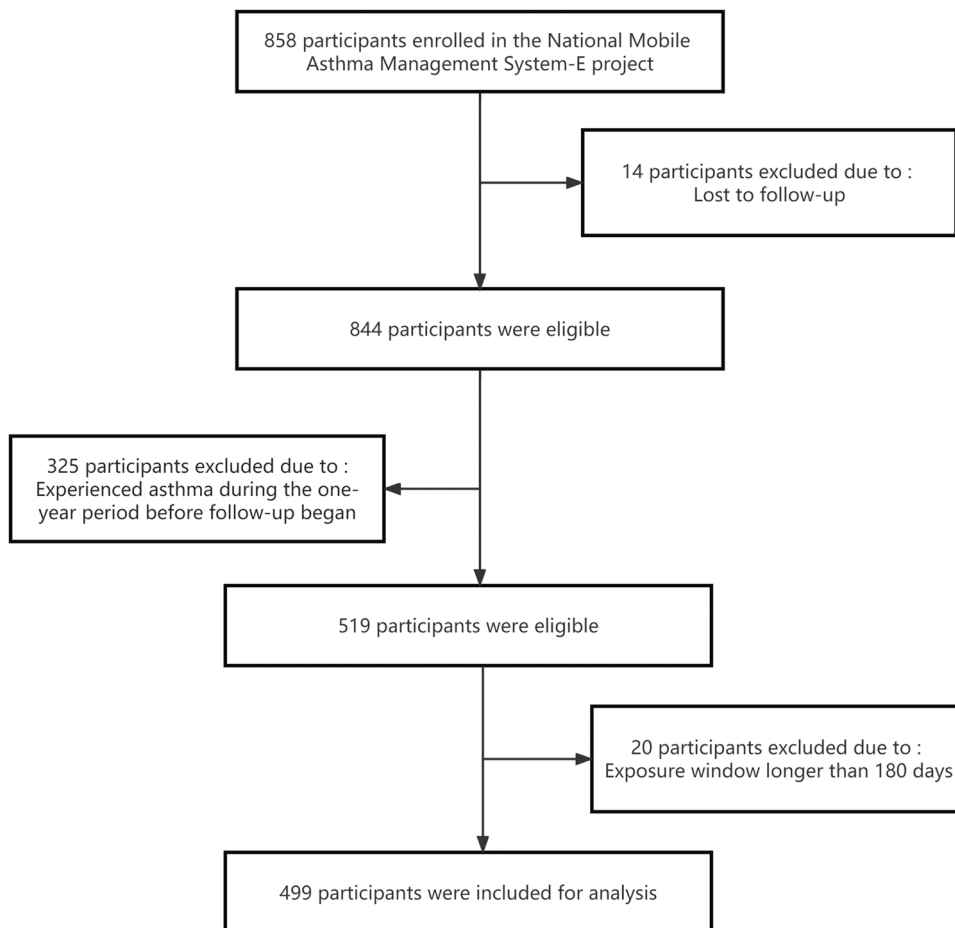 858 participants enrolled in the National Mobile
Asthma Management System-E project
14 participants excluded due to :
Lost to follow-up
844 participants were eligible
325 participants excluded due to :
Experienced asthma during the one-
year period before follow-up began
519 participants were eligible
20 participants excluded due to :
Exposure window longer than 180 days
499 participants were included for analysis